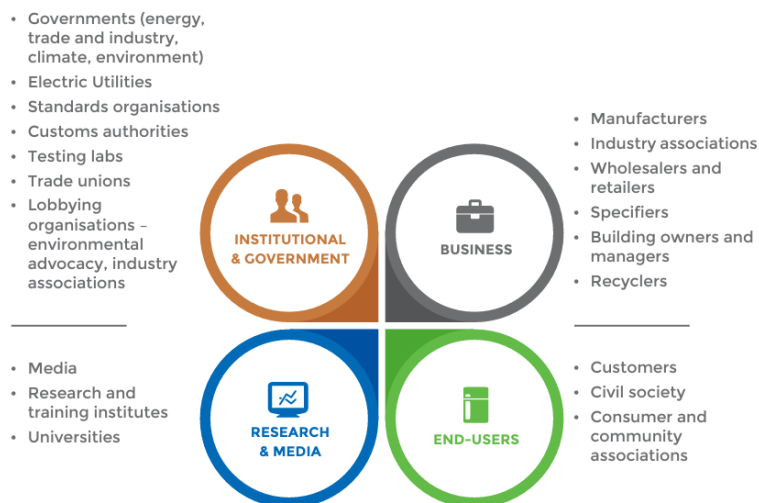 • Governments (energy,
trade and industry,
climate, environment)
• Electric Utilities
• Standards organisations
• Customs authorities
• Testing labs
• Trade unions
• Lobbying
organisations –
environmental
advocacy, industry
associations
INSTITUTIONAL
& GOVERNMENT
BUSINESS
• Manufacturers
• Industry associations
• Wholesalers and
retailers
• Specifiers
• Building owners and
managers
• Recyclers
• Media
• Research and
training institutes
• Universities
RESEARCH
& MEDIA
END-USERS
• Customers
• Civil society
• Consumer and
community
associations